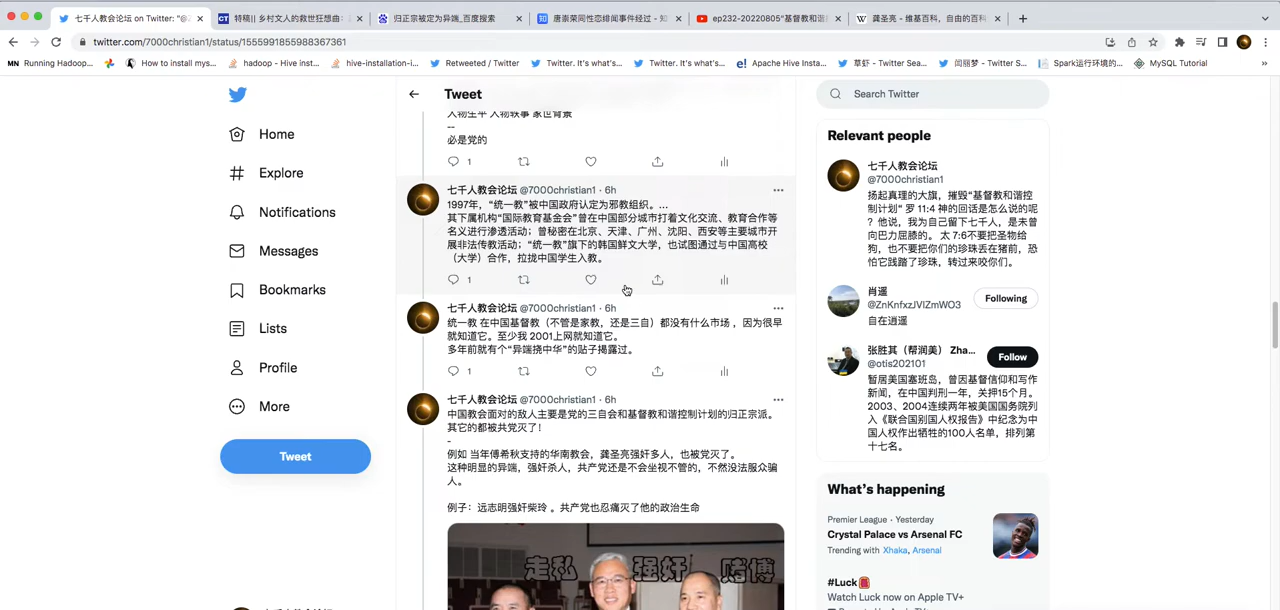 七千人教会论坛 on Twitter: "@Z
特稿|| 乡村文人的救世狂想曲:
归正宗被定为异端_百度搜索
唐崇荣同性恋绯闻事件经过 - 知
ep232-20220805"基督教和谐
龚圣亮 - 维基百科，自由的百科
twitter.com/7000christian1/status/1555991855988367361
MN Running Hadoop...
How to install mys...
hadoop - Hive inst...
hive-installation-i...
Retweeted / Twitter
Twitter. It's what's...
Twitter. It's what's...
e! Apache Hive Insta...
草虾 - Twitter Sea...
闫丽梦 - Twitter S...
Spark运行环境的...
MySQL Tutorial
»
Home
Explore
Notifications
Messages
Bookmarks
Lists
Profile
More
Tweet
Tweet
人物生平 人物轶事 家世背景
--
必是党的
1
七千人教会论坛 @7000christian1 · 6h
1997年，“统一教”被中国政府认定为邪教组织。...
其下属机构“国际教育基金会”曾在中国部分城市打着文化交流、教育合作等
名义进行渗透活动；曾秘密在北京、天津、广州、沈阳、西安等主要城市开
展非法传教活动；“统一教”旗下的韩国鲜文大学，也试图通过与中国高校
（大学）合作，拉拢中国学生入教。
1
七千人教会论坛 @7000christian1 · 6h
统一教 在中国基督教（不管是家教，还是三自）都没有什么市场 ，因为很早
就知道它。至少我 2001上网就知道它。
多年前就有个“异端挠中华”的贴子揭露过。
1
七千人教会论坛 @7000christian1 · 6h
中国教会面对的敌人主要是党的三自会和基督教和谐控制计划的归正宗派。
其它的都被共党灭了！
-
例如 当年傅希秋支持的华南教会，龚圣亮强奸多人，也被党灭了。
这种明显的异端，强奸杀人，共产党还是不会坐视不管的，不然没法服众骗
人。
例子：远志明强奸柴玲 。共产党也忍痛灭了他的政治生命
走私 强奸 赌博
Search Twitter
Relevant people
七千人教会论坛
@7000christian1
扬起真理的大旗，摧毁“基督教和谐
控制计划“ 罗 11:4 神的回话是怎么说的呢
？他说，我为自己留下七千人，是未曾
向巴力屈膝的。 太 7:6不要把圣物给
狗，也不要把你们的珍珠丢在猪前，恐
怕它践踏了珍珠，转过来咬你们。
肖遥
@ZnKnfxzJVlZmWO3
Following
自在逍遥
张胜其（帮润美） Zha...
@otis202101
Follow
暂居美国塞班岛，曾因基督信仰和写作
新闻，在中国判刑一年，关押15个月。
2003、2004连续两年被美国国务院列
入《联合国别国人权报告》中纪念为中
国人权作出牺牲的100人名单，排列第
十七名。
What's happening
Premier League · Yesterday
Crystal Palace vs Arsenal FC
Trending with Xhaka, Arsenal
#Luck
Watch Luck now on Apple TV+